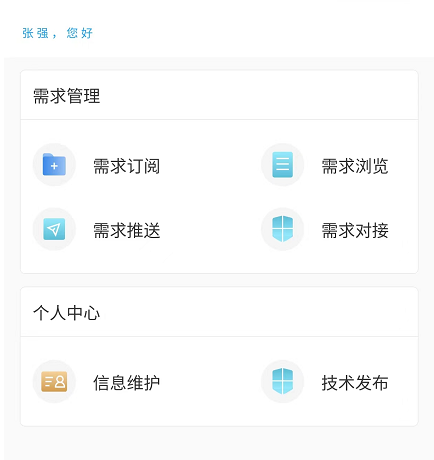 张强，您好
需求管理
需求订阅 需求浏览
需求推送 需求对接
个人中心
信息维护 技术发布